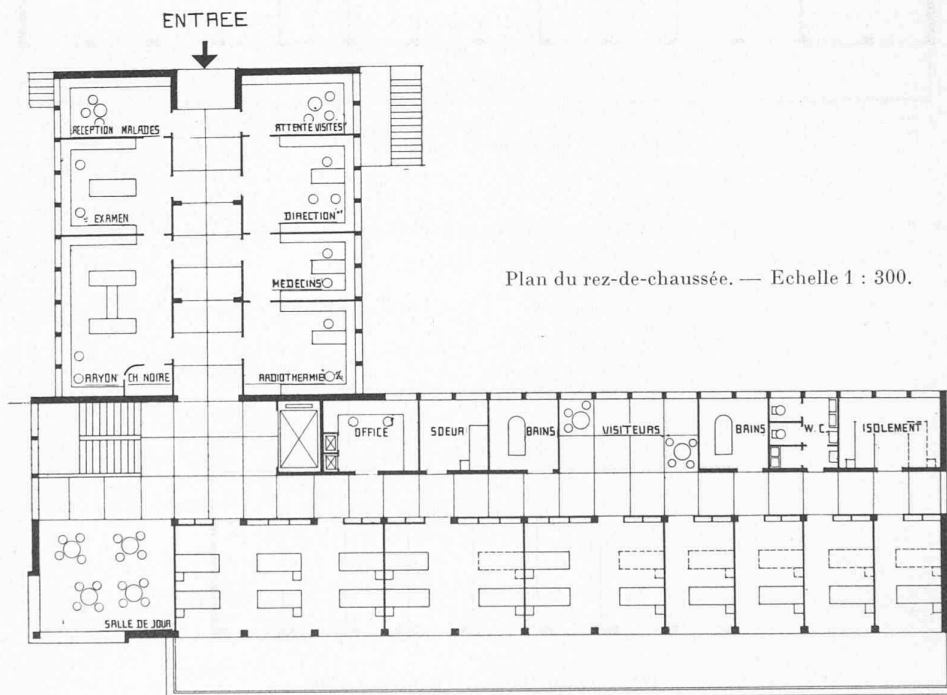 ENTREE
RECEPTION MALADES
ATTENTE VISITES
EXAMEN
DIRECTION
MEDECINS
Plan du rez-de-chaussée. — Echelle 1 : 300.
RAYON
CH NOIRE
RADIOTHERMIE
OFFICE
SOEUR
BAINS
VISITEURS
BAINS
W.C.
ISOLEMENT
SALLE DE JOUR